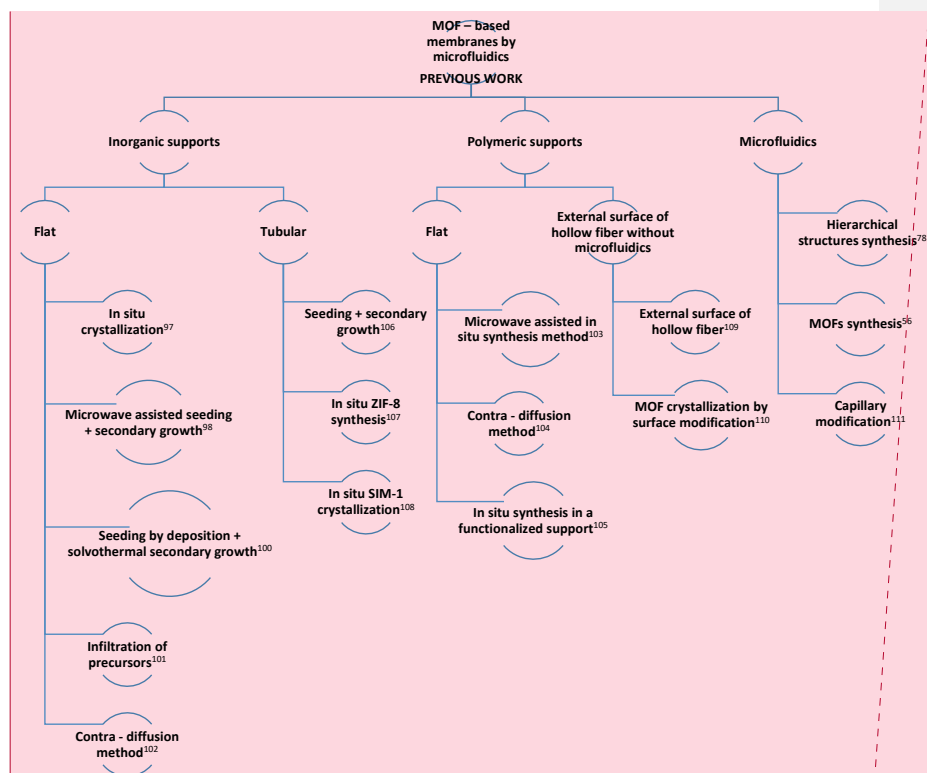 MOF – based
membranes by
microfluidics
PREVIOUS WORK
Inorganic supports
Polymeric supports
Microfluidics
Flat
Tubular
Flat
External surface of
hollow fiber without
microfluidics
Hierarchical
structures synthesis78
In situ
crystallization97
Seeding + secondary
growth106
Microwave assisted in
situ synthesis method103
External surface of
hollow fiber109
MOFs synthesis56
Microwave assisted seeding
+ secondary growth98
In situ ZIF-8
synthesis107
Contra - diffusion
method104
MOF crystallization by
surface modification110
Capillary
modification111
In situ SIM-1
crystallization108
In situ synthesis in a
functionalized support105
Seeding by deposition +
solvothermal secondary growth100
Infiltration of
precursors101
Contra - diffusion
method102